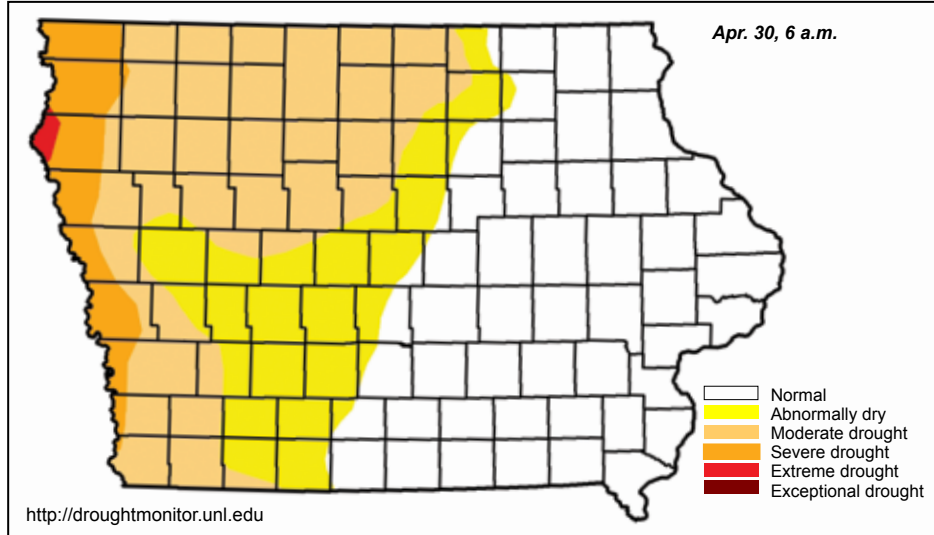 Apr. 30, 6 a.m.
Normal
Abnormally dry
Moderate drought
Severe drought
Extreme drought
Exceptional drought
http://droughtmonitor.unl.edu